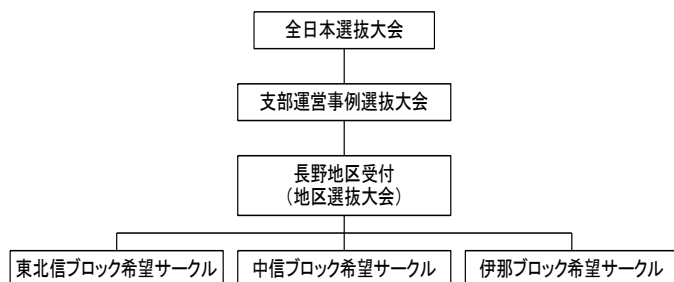 全日本選抜大会
支部運営事例選抜大会
長野地区受付
（地区選抜大会）
東北信ブロック希望サークル
中信ブロック希望サークル
伊那ブロック希望サークル